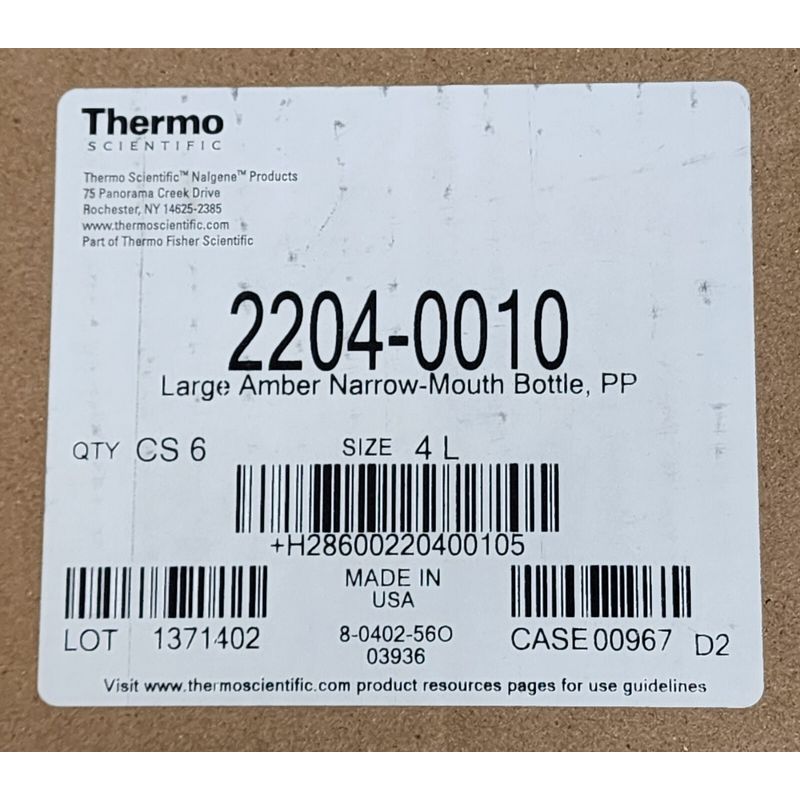 Thermo
SCIENTIFIC
Thermo Scientific™ Nalgene™ Products
75 Panorama Creek Drive
Rochester, NY 14625-2385
www.thermoscientific.com
Part of Thermo Fisher Scientific
2204-0010
Large Amber Narrow-Mouth Bottle, PP
QTY CS 6 SIZE 4 L
+H28600220400105
MADE IN
USA
LOT 1371402 8-0402-56O CASE 00967 D2
03936
Visit www.thermoscientific.com product resources pages for use guidelines